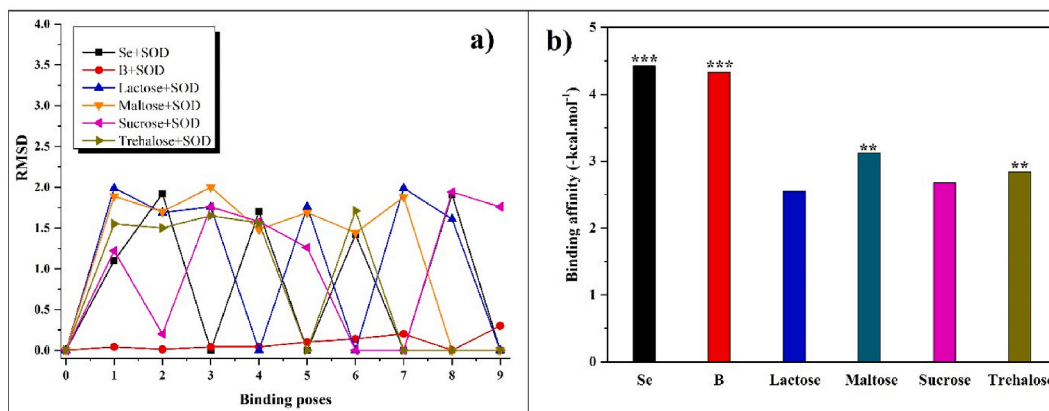 a)
Se+SOD
B+SOD
Lactose+SOD
Maltose+SOD
Sucrose+SOD
Trehalose+SOD
RMSD
4.0
3.5
3.0
2.5
2.0
1.5
1.0
0.5
0.0
0 1 2 3 4 5 6 7 8 9
Binding poses
b)
Binding affinity (-kcal.mol⁻¹)
5
4
3
2
1
0
***
***
**
**
Se B Lactose Maltose Sucrose Trehalose